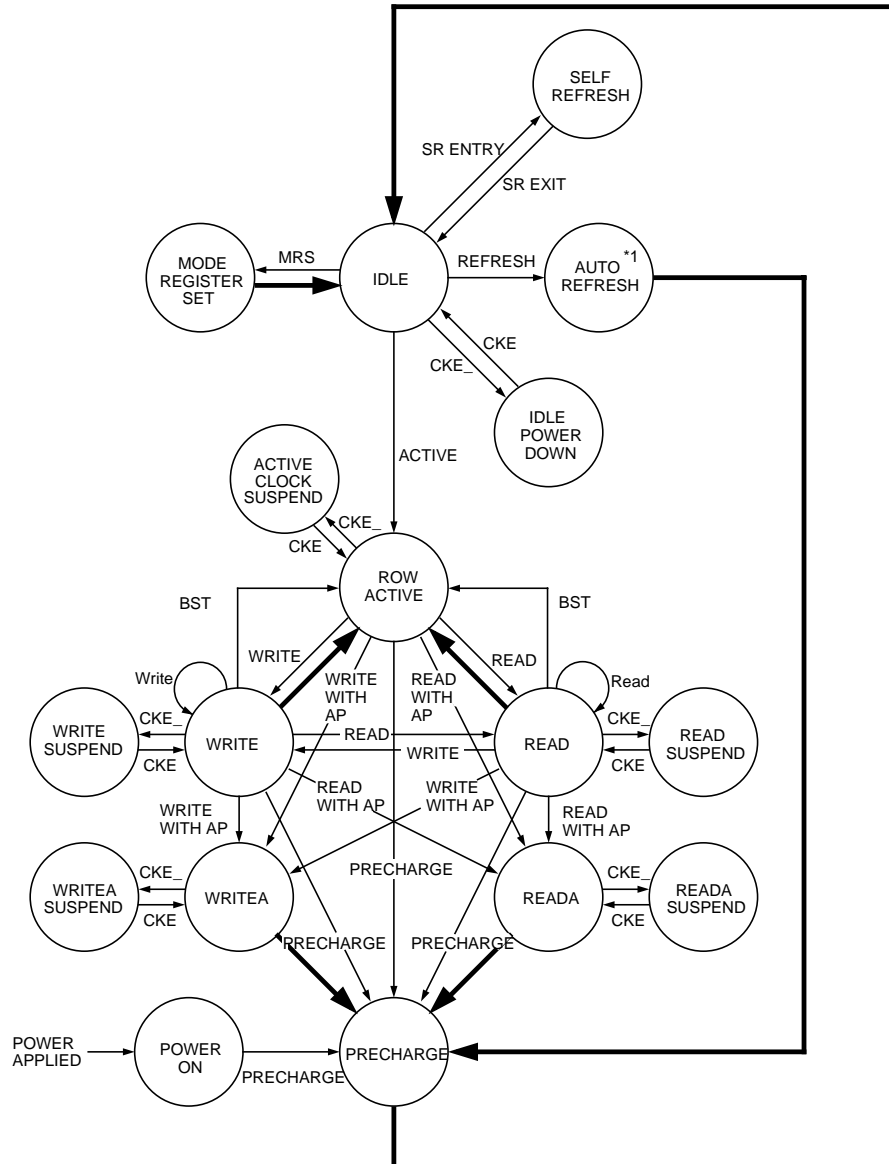 SELF
REFRESH
SR ENTRY
SR EXIT
MRS
REFRESH
MODE
REGISTER
SET
IDLE
AUTO *1
REFRESH
CKE
CKE_
IDLE
POWER
DOWN
ACTIVE
ACTIVE
CLOCK
SUSPEND
CKE_
CKE
ROW
ACTIVE
BST
BST
WRITE
READ
Write
WRITE
WITH
AP
READ
WITH
AP
Read
WRITE
SUSPEND
CKE_
CKE
WRITE
READ
WRITE
READ
CKE_
CKE
READ
SUSPEND
WRITE
WITH AP
READ
WITH AP
WRITE
WITH AP
READ
WITH AP
WRITEA
SUSPEND
CKE_
CKE
WRITEA
PRECHARGE
READA
CKE_
CKE
READA
SUSPEND
PRECHARGE
PRECHARGE
POWER
APPLIED
POWER
ON
PRECHARGE
PRECHARGE